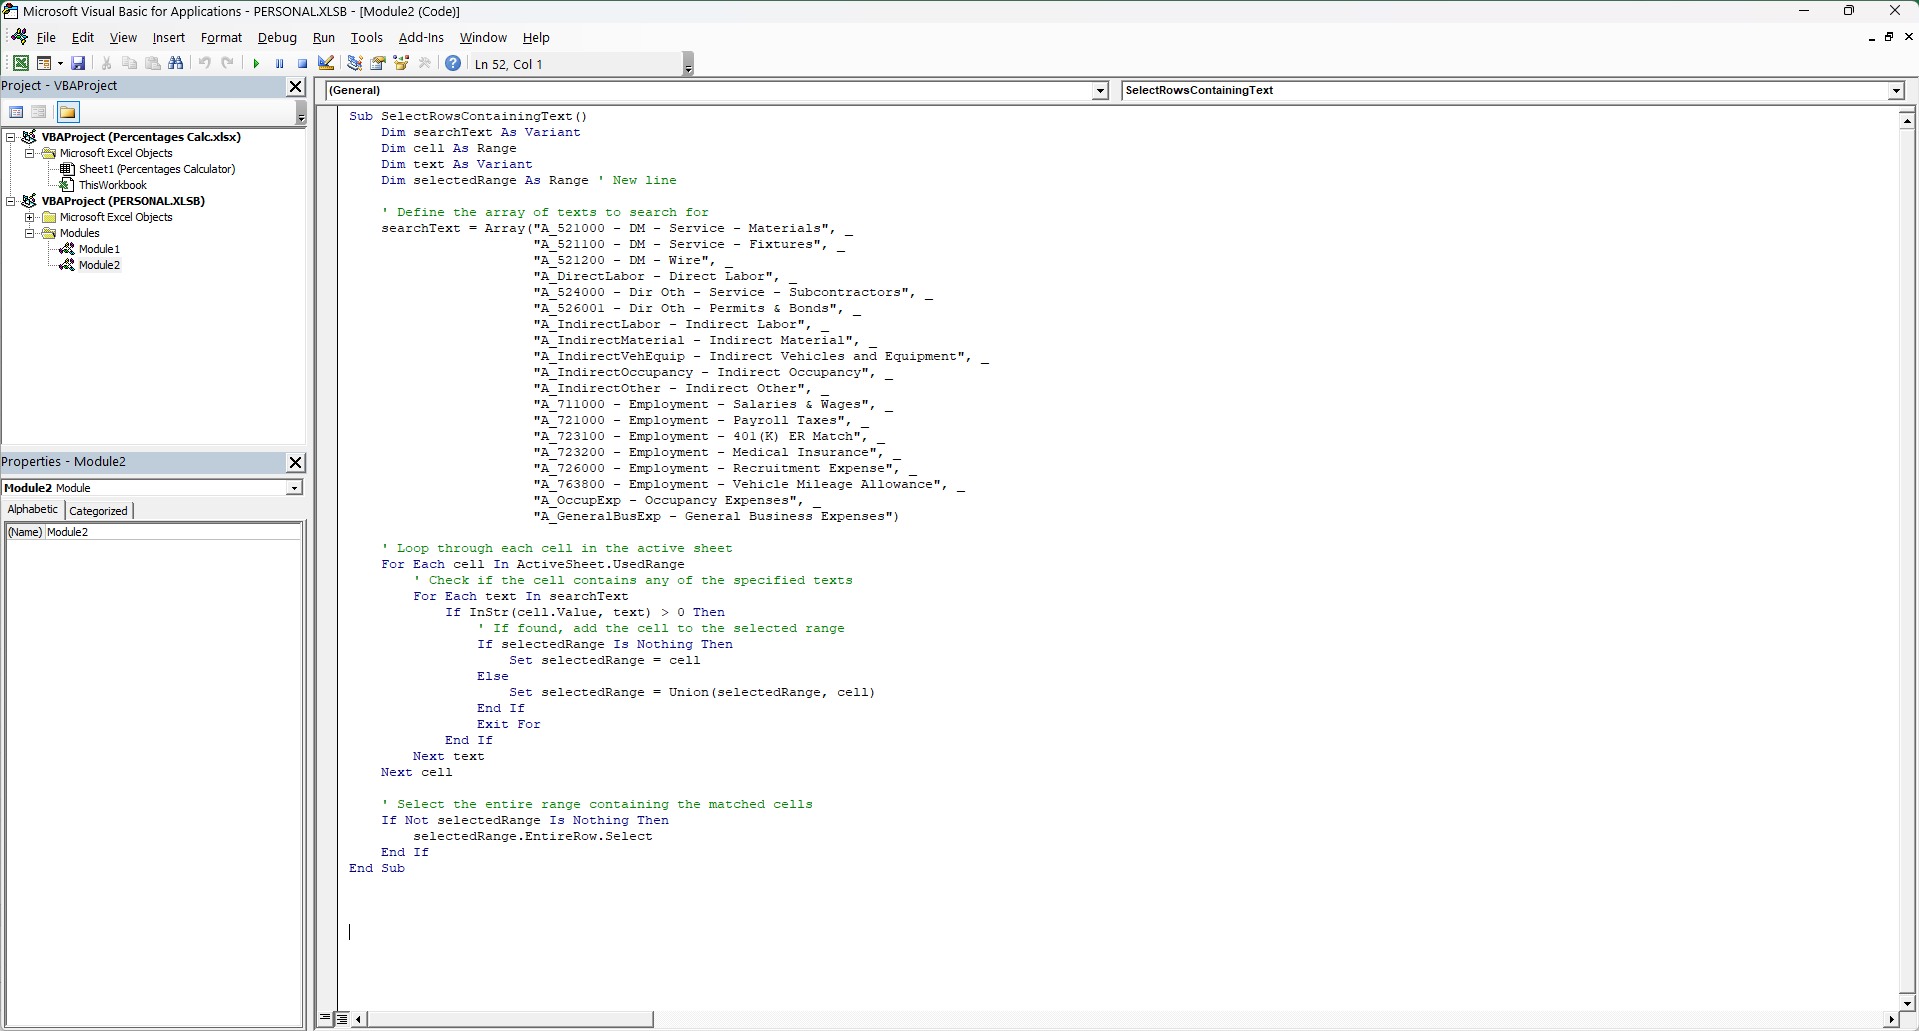 Microsoft Visual Basic for Applications - PERSONAL.XLSB - [Module2 (Code)]
File Edit View Insert Format Debug Run Tools Add-Ins Window Help
Ln 52, Col 1
Project - VBAProject
VBAProject (Percentages Calc.xlsx)
Microsoft Excel Objects
Sheet1 (Percentages Calculator)
ThisWorkbook
VBAProject (PERSONAL.XLSB)
Microsoft Excel Objects
Modules
Module1
Module2
Properties - Module2
Module2 Module
Alphabetic Categorized
(Name) Module2
(General) SelectRowsContainingText
Sub SelectRowsContainingText()
    Dim searchText As Variant
    Dim cell As Range
    Dim text As Variant
    Dim selectedRange As Range ' New line
    ' Define the array of texts to search for
    searchText = Array("A_521000 - DM - Service - Materials", _
                       "A_521100 - DM - Service - Fixtures", _
                       "A_521200 - DM - Wire", _
                       "A_DirectLabor - Direct Labor", _
                       "A_524000 - Dir Oth - Service - Subcontractors", _
                       "A_526001 - Dir Oth - Permits & Bonds", _
                       "A_IndirectLabor - Indirect Labor", _
                       "A_IndirectMaterial - Indirect Material", _
                       "A_IndirectVehEquip - Indirect Vehicles and Equipment", _
                       "A_IndirectOccupancy - Indirect Occupancy", _
                       "A_IndirectOther - Indirect Other", _
                       "A_711000 - Employment - Salaries & Wages", _
                       "A_721000 - Employment - Payroll Taxes", _
                       "A_723100 - Employment - 401(K) ER Match", _
                       "A_723200 - Employment - Medical Insurance", _
                       "A_726000 - Employment - Recruitment Expense", _
                       "A_763800 - Employment - Vehicle Mileage Allowance", _
                       "A_OccupExp - Occupancy Expenses", _
                       "A_GeneralBusExp - General Business Expenses")
    ' Loop through each cell in the active sheet
    For Each cell In ActiveSheet.UsedRange
        ' Check if the cell contains any of the specified texts
        For Each text In searchText
            If InStr(cell.Value, text) > 0 Then
                ' If found, add the cell to the selected range
                If selectedRange Is Nothing Then
                    Set selectedRange = cell
                Else
                    Set selectedRange = Union(selectedRange, cell)
                End If
                Exit For
            End If
        Next text
    Next cell
    ' Select the entire range containing the matched cells
    If Not selectedRange Is Nothing Then
        selectedRange.EntireRow.Select
    End If
End Sub